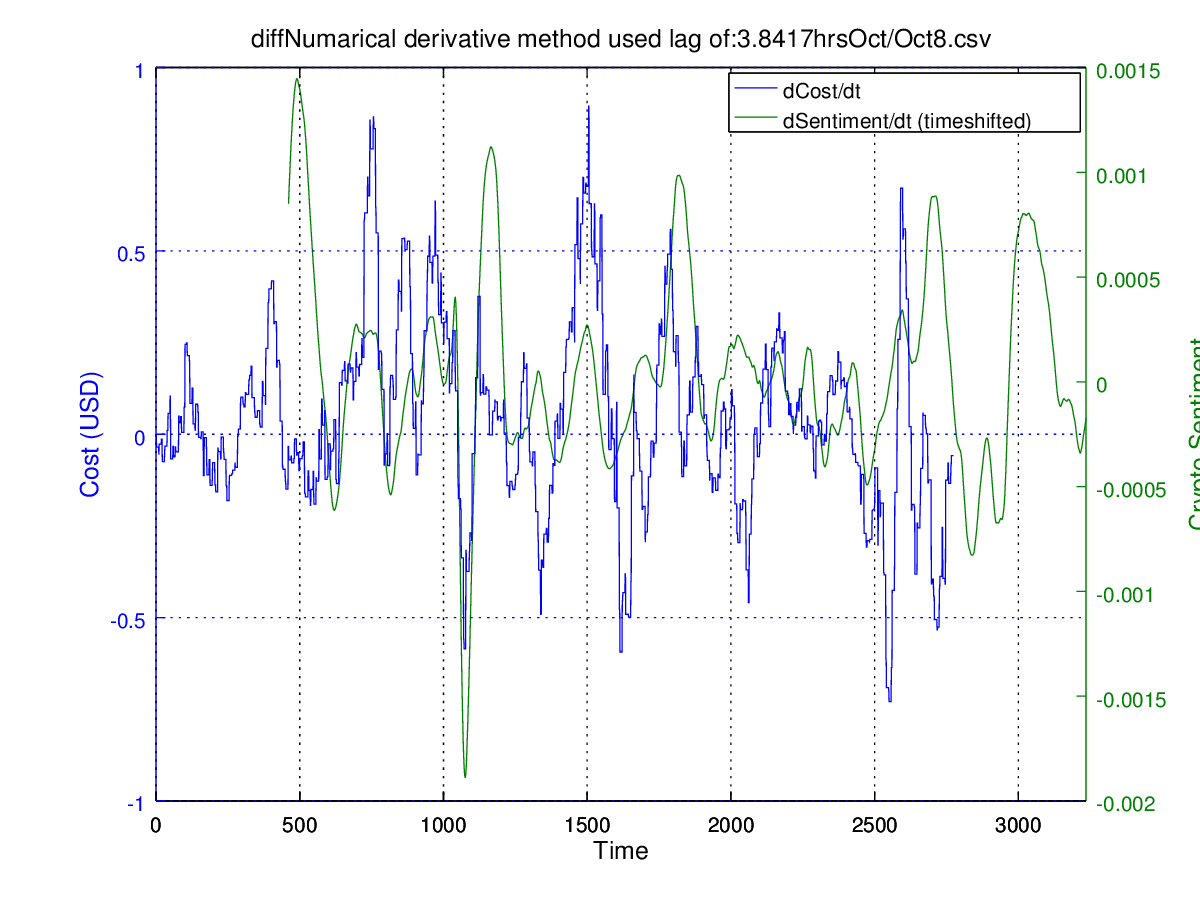 diffNumarical derivative method used lag of:3.8417hrsOct/Oct8.csv
dCost/dt
dSentiment/dt (timeshifted)
1
0.5
0
-0.5
-1
Cost (USD)
0.0015
0.001
0.0005
0
-0.0005
-0.001
-0.0015
-0.002
Crypto Sentiment
0 500 1000 1500 2000 2500 3000
Time